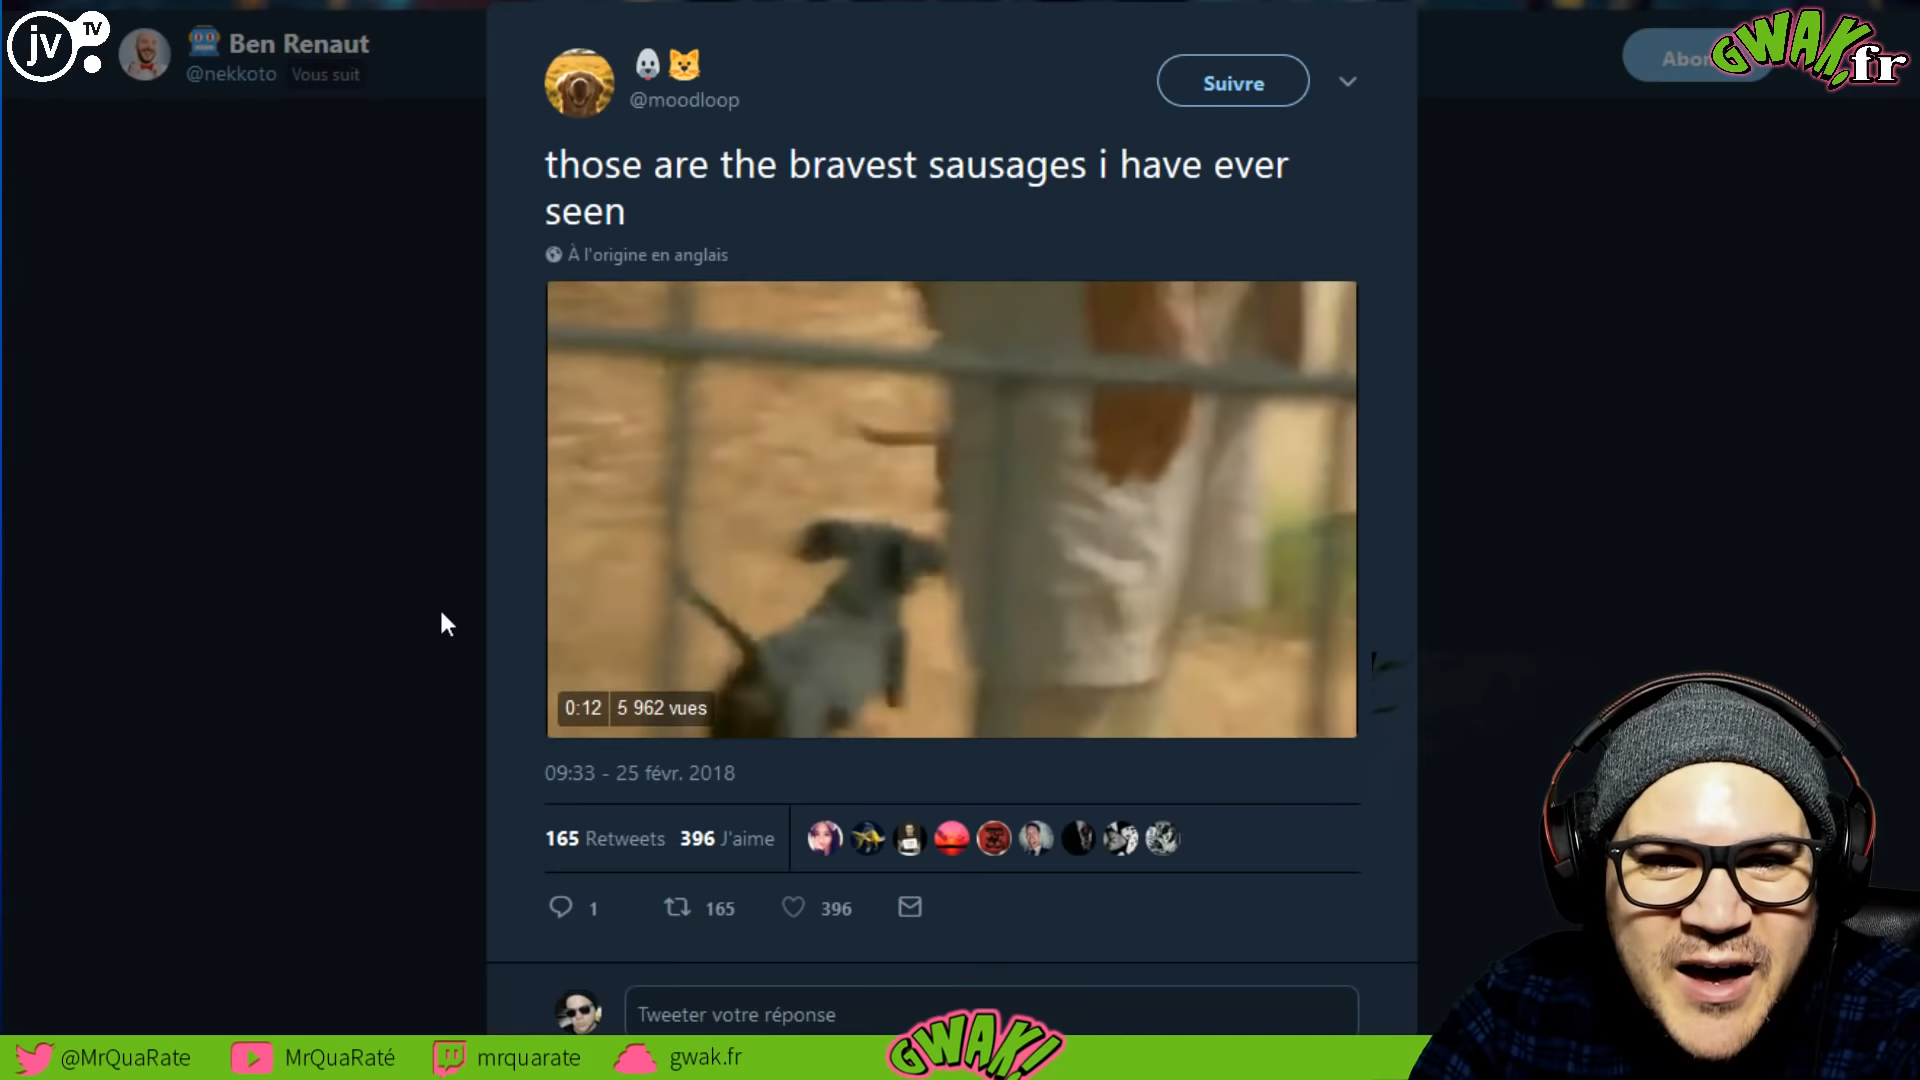 jv TV
Ben Renaut
@nekkoto Vous suit
@moodloop
Suivre
Abon
GWAK!.fr
those are the bravest sausages i have ever
seen
À l'origine en anglais
0:12 5 962 vues
09:33 - 25 févr. 2018
165 Retweets 396 J'aime
1 165 396
Tweeter votre réponse
@MrQuaRate MrQuaRaté mrquarate gwak.fr GWAK!